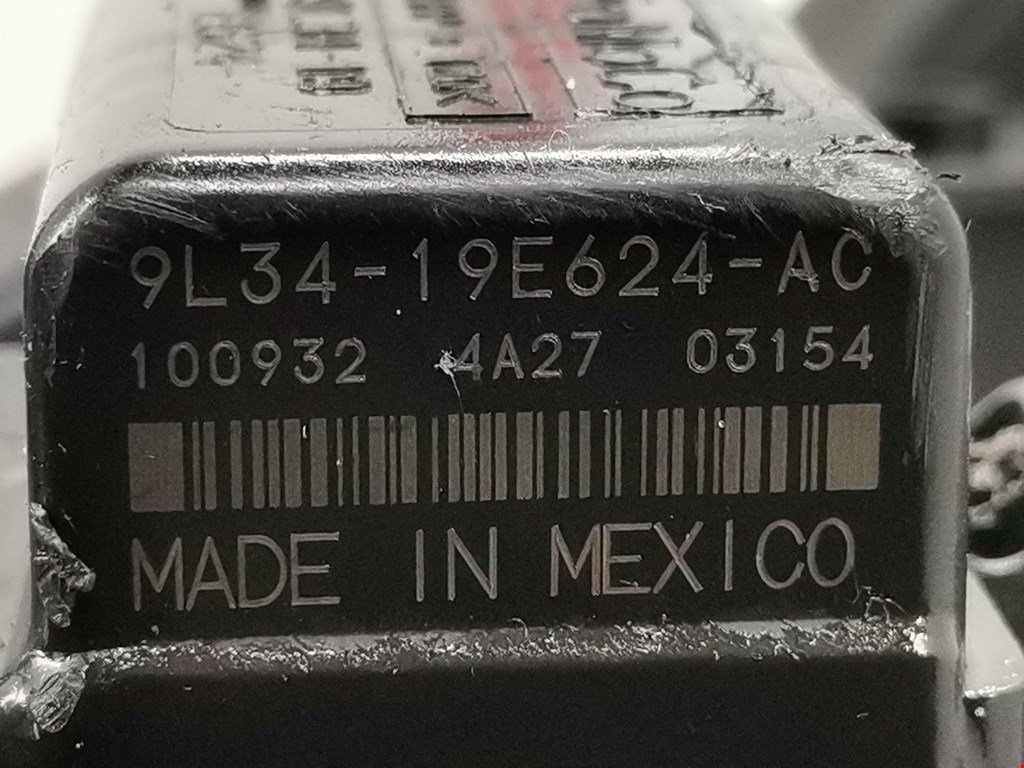 9L34-19E624-AC
100932 4A27 03154
MADE IN MEXICO